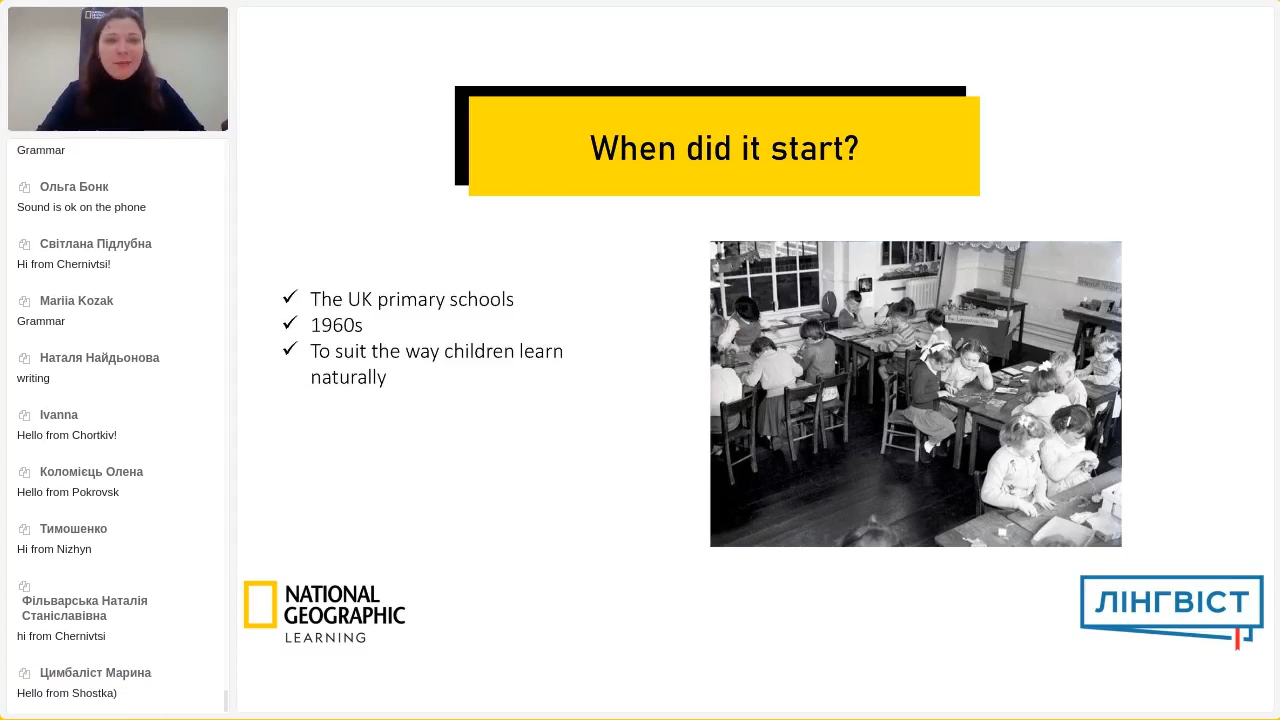 Grammar
Ольга Бонк
Sound is ok on the phone
Світлана Підлубна
Hi from Chernivtsi!
Mariia Kozak
Grammar
Наталя Найдьонова
writing
Ivanna
Hello from Chortkiv!
Коломієць Олена
Hello from Pokrovsk
Тимошенко
Hi from Nizhyn
Фільварська Наталія
Станіславівна
hi from Chernivtsi
Цимбаліст Марина
Hello from Shostka)
When did it start?
✓ The UK primary schools
✓ 1960s
✓ To suit the way children learn
naturally
NATIONAL
GEOGRAPHIC
LEARNING
ЛІНГВІСТ